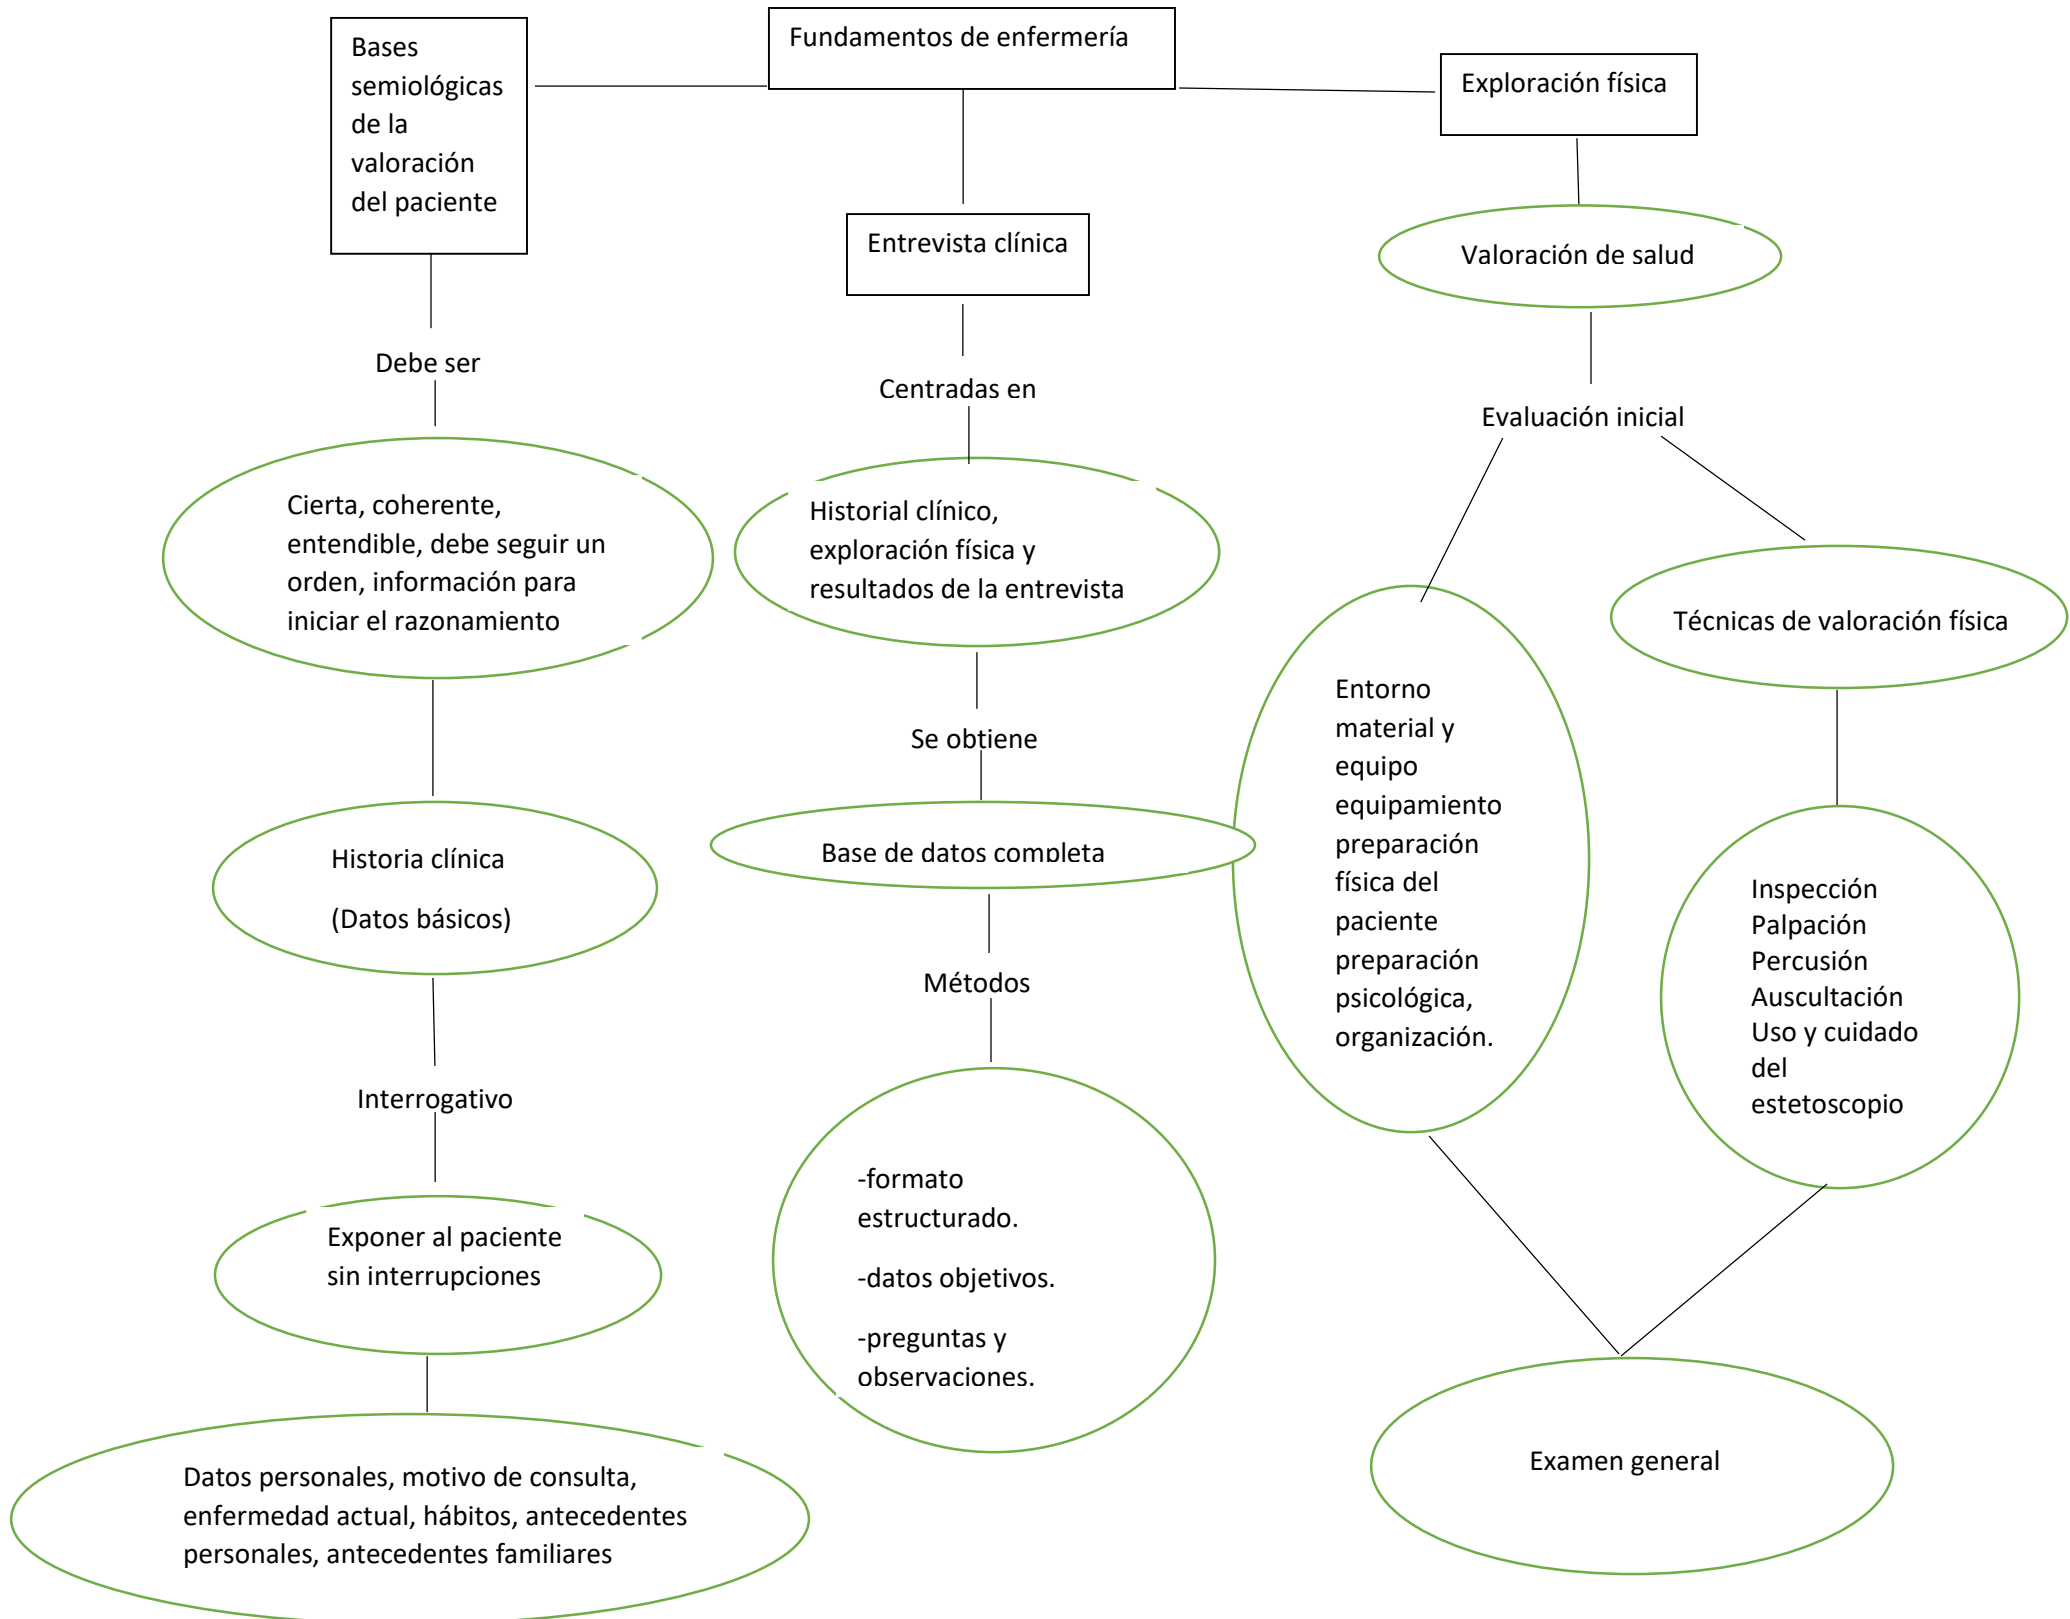 Fundamentos de enfermería
Bases
semiológicas
de la
valoración
del paciente
Debe ser
Cierta, coherente,
entendible, debe seguir un
orden, información para
iniciar el razonamiento
Historia clínica
(Datos básicos)
Interrogativo
Exponer al paciente
sin interrupciones
Datos personales, motivo de consulta,
enfermedad actual, hábitos, antecedentes
personales, antecedentes familiares
Entrevista clínica
Centradas en
Historial clínico,
exploración física y
resultados de la entrevista
Se obtiene
Base de datos completa
Métodos
-formato
estructurado.
-datos objetivos.
-preguntas y
observaciones.
Exploración física
Valoración de salud
Evaluación inicial
Entorno
material y
equipo
equipamiento
preparación
física del
paciente
preparación
psicológica,
organización.
Técnicas de valoración física
Inspección
Palpación
Percusión
Auscultación
Uso y cuidado
del
estetoscopio
Examen general